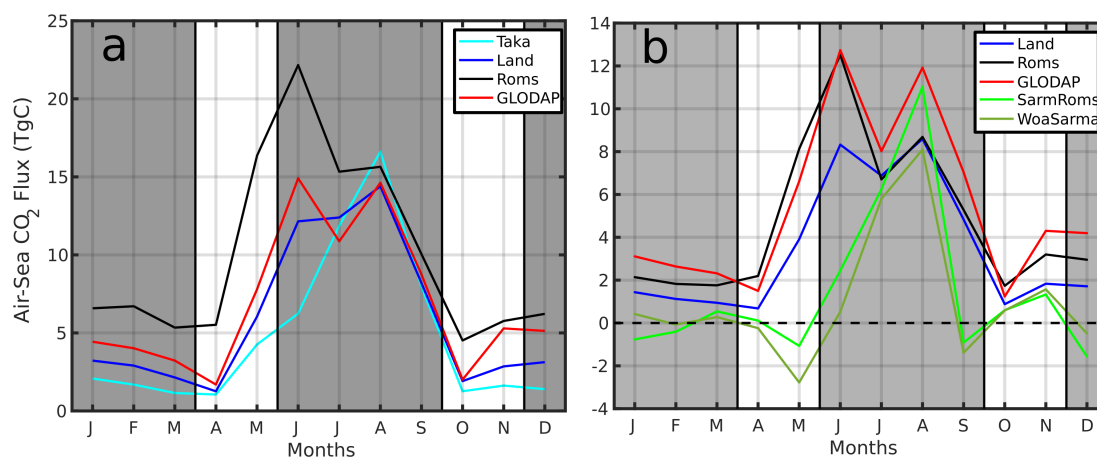 a
Taka
Land
Roms
GLODAP
25
20
15
10
5
0
Air-Sea CO2 Flux (TgC)
J F M A M J J A S O N D
Months
b
Land
Roms
GLODAP
SarmRoms
WoaSarma
14
12
10
8
6
4
2
0
-2
-4
J F M A M J J A S O N D
Months